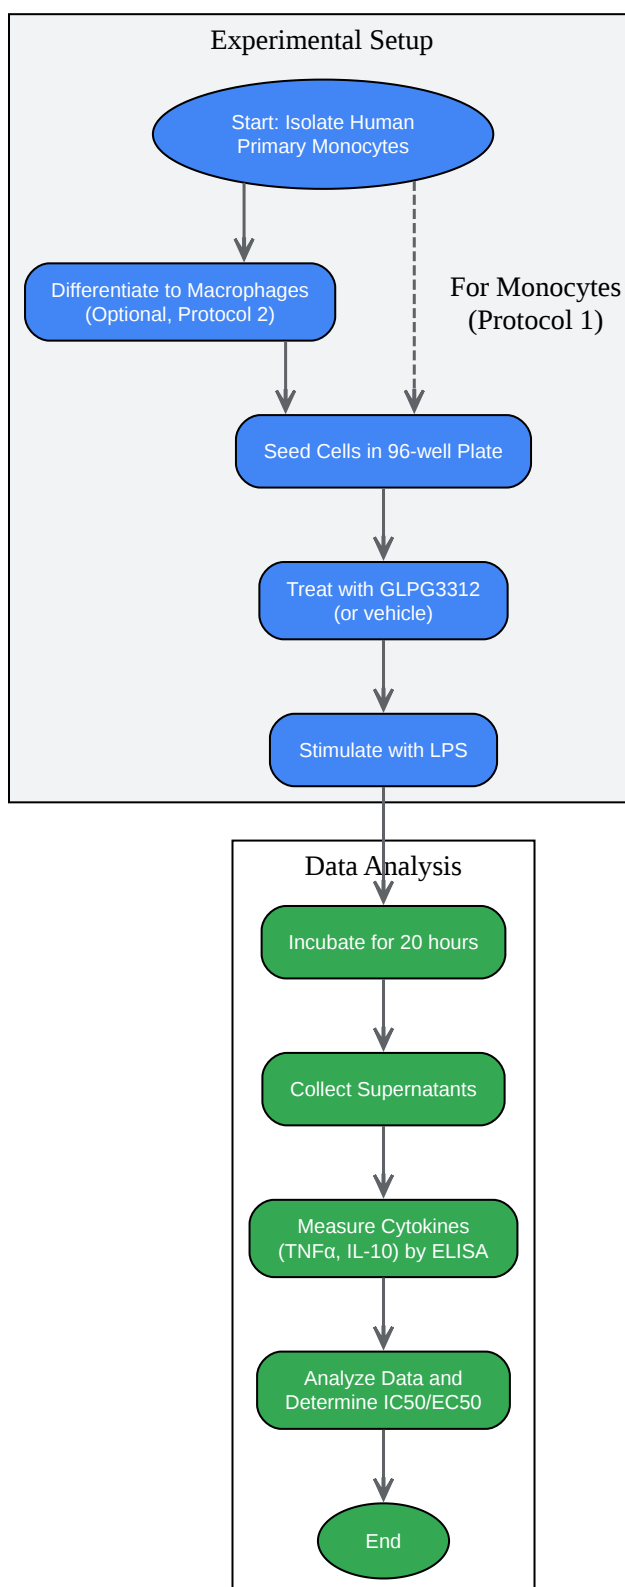 Experimental Setup
Start: Isolate Human
Primary Monocytes
Differentiate to Macrophages
(Optional, Protocol 2)
For Monocytes
(Protocol 1)
Seed Cells in 96-well Plate
Treat with GLPG3312
(or vehicle)
Stimulate with LPS
Data Analysis
Incubate for 20 hours
Collect Supernatants
Measure Cytokines
(TNFα, IL-10) by ELISA
Analyze Data and
Determine IC50/EC50
End